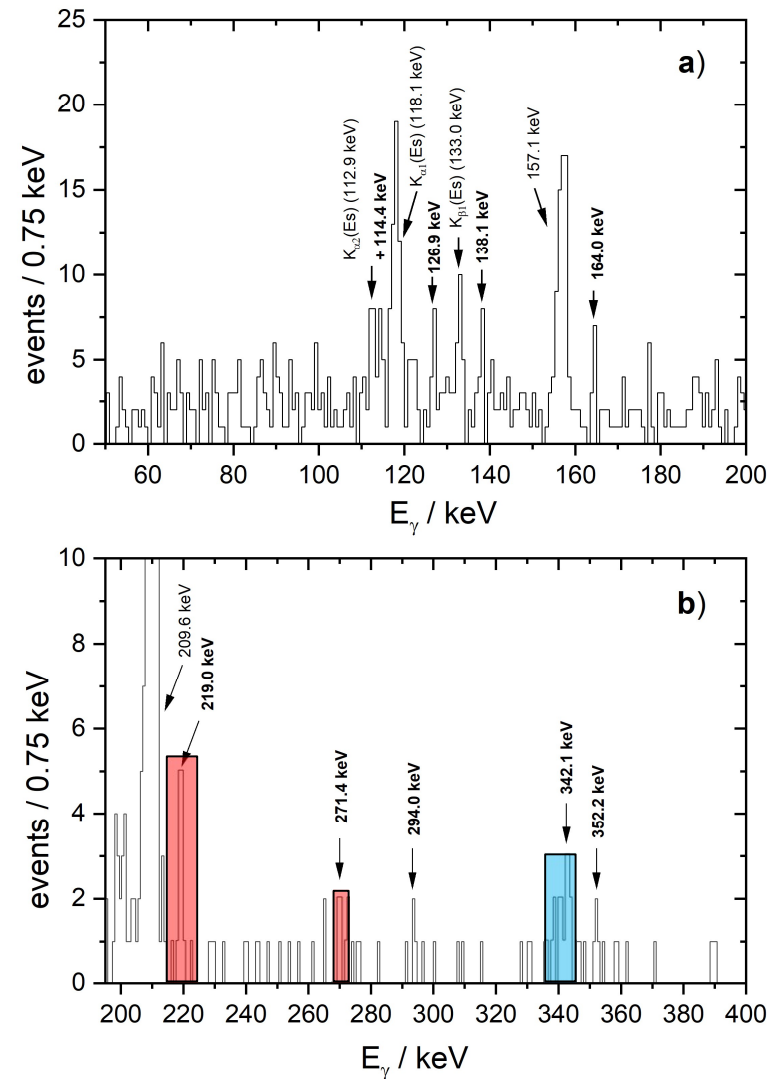 a)
events / 0.75 keV
25
20
15
10
5
0
Kα2(Es) (112.9 keV)
+ 114.4 keV
Kα1(Es) (118.1 keV)
126.9 keV
Kβ1(Es) (133.0 keV)
138.1 keV
157.1 keV
164.0 keV
60 80 100 120 140 160 180 200
Eγ / keV
b)
events / 0.75 keV
10
8
6
4
2
0
209.6 keV
219.0 keV
271.4 keV
294.0 keV
342.1 keV
352.2 keV
200 220 240 260 280 300 320 340 360 380 400
Eγ / keV